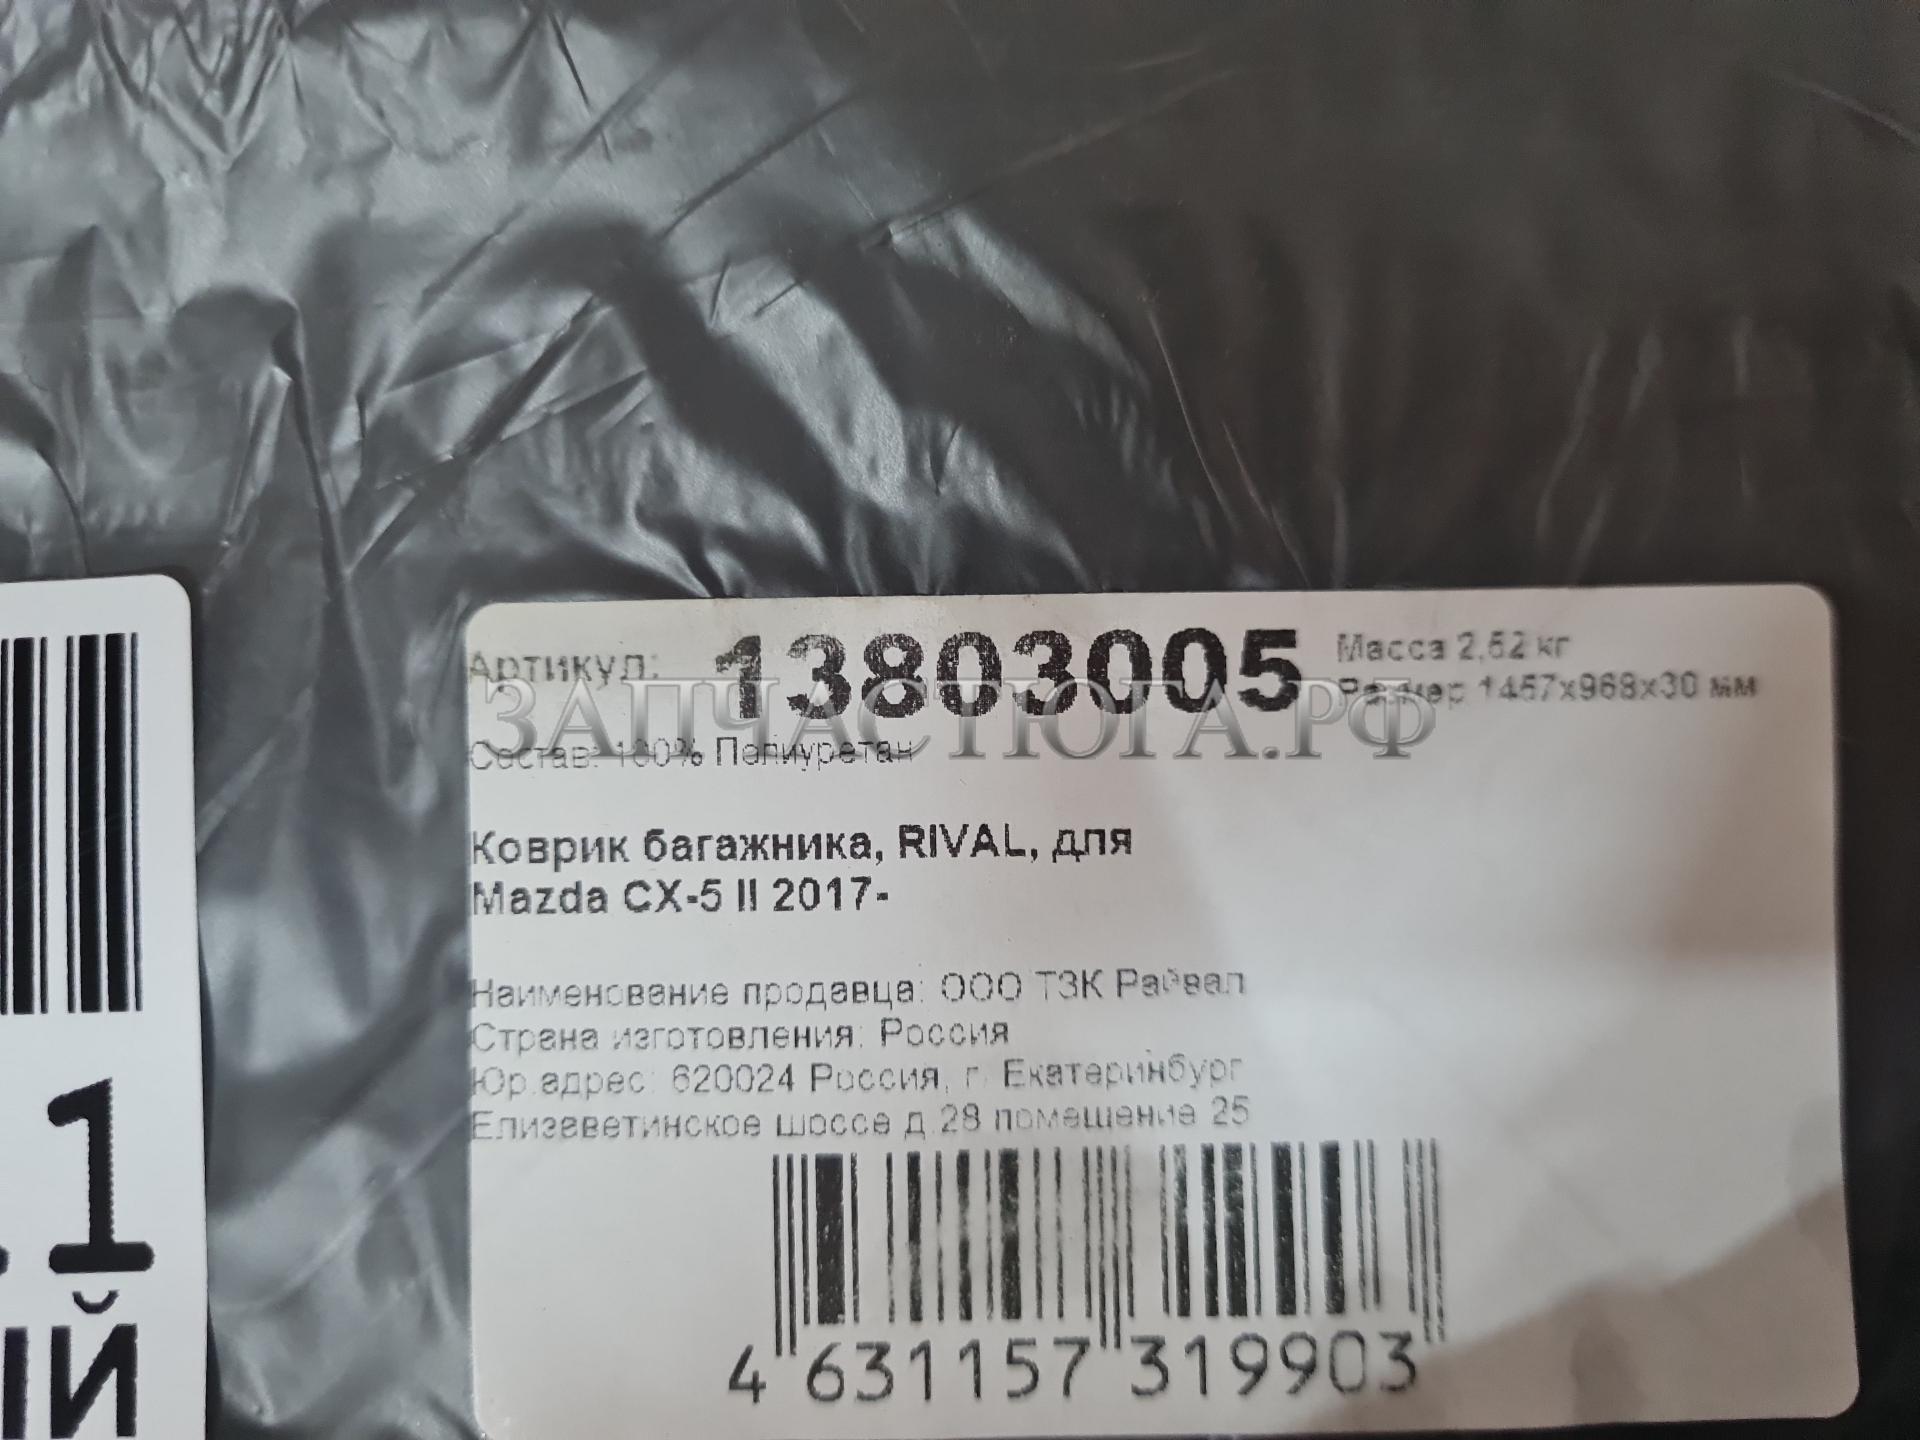 Артикул: 13803005
Масса 2,62 кг
Размер 1457x968x30 мм
ЗАПЧАСТЮГА.РФ
Состав: 100% Полиуретан
Коврик багажника, RIVAL, для
Mazda CX-5 II 2017-
Наименование продавца: ООО ТЗК Райвал
Страна изготовления: Россия
Юр.адрес: 620024 Россия, г. Екатеринбург
Елизаветинское шоссе д.28 помещение 25
4 631157 319903
.1